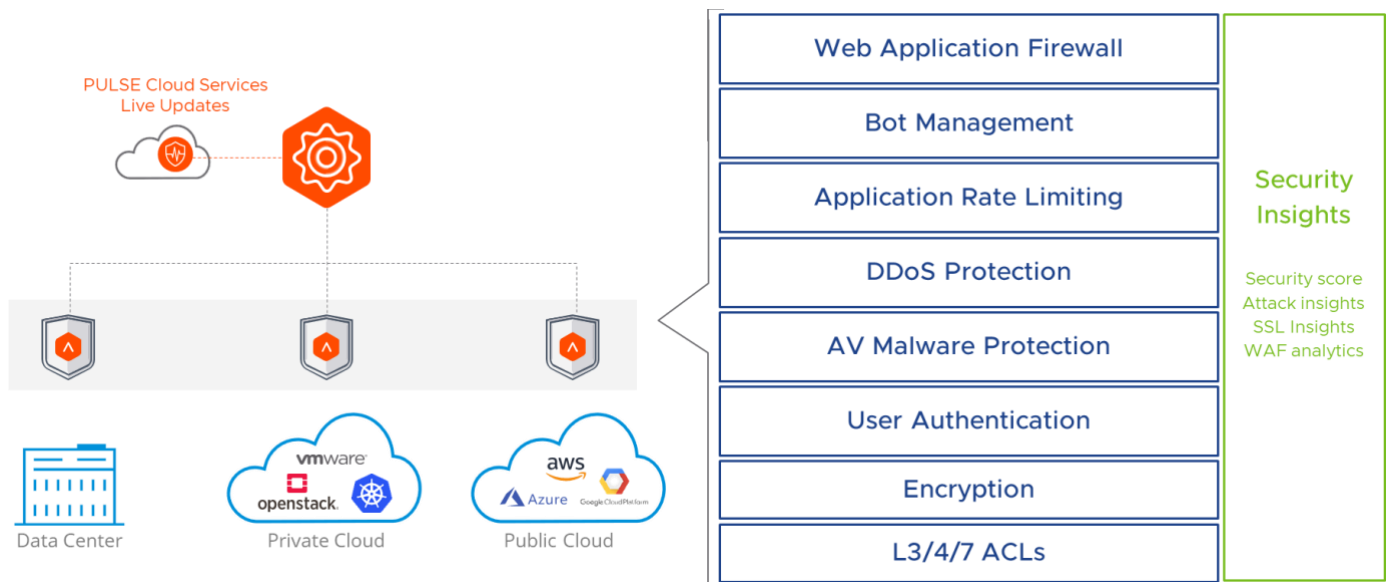 PULSE Cloud Services
Live Updates
Data Center
vmware
openstack.
Private Cloud
aws
Azure
Google Cloud Platform
Public Cloud
Web Application Firewall
Bot Management
Application Rate Limiting
DDoS Protection
AV Malware Protection
User Authentication
Encryption
L3/4/7 ACLs
Security
Insights
Security score
Attack insights
SSL Insights
WAF analytics